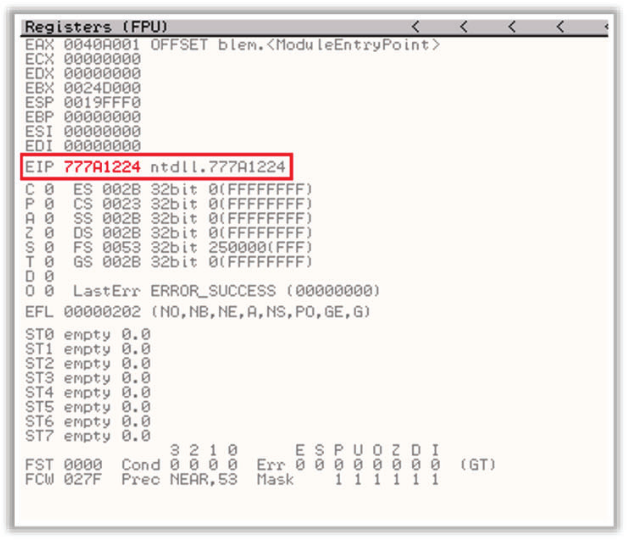 Registers (FPU) < < < < <
EAX 0040A001 OFFSET blem.<ModuleEntryPoint>
ECX 00000000
EDX 00000000
EBX 0024D000
ESP 0019FFF0
EBP 00000000
ESI 00000000
EDI 00000000
EIP 777A1224 ntdll.777A1224
C 0 ES 002B 32bit 0(FFFFFFFF)
P 0 CS 0023 32bit 0(FFFFFFFF)
A 0 SS 002B 32bit 0(FFFFFFFF)
Z 0 DS 002B 32bit 0(FFFFFFFF)
S 0 FS 0053 32bit 250000(FFF)
T 0 GS 002B 32bit 0(FFFFFFFF)
D 0
O 0 LastErr ERROR_SUCCESS (00000000)
EFL 00000202 (NO,NB,NE,A,NS,PO,GE,G)
ST0 empty 0.0
ST1 empty 0.0
ST2 empty 0.0
ST3 empty 0.0
ST4 empty 0.0
ST5 empty 0.0
ST6 empty 0.0
ST7 empty 0.0
3 2 1 0 E S P U O Z D I
FST 0000 Cond 0 0 0 0 Err 0 0 0 0 0 0 0 0 (GT)
FCW 027F Prec NEAR,53 Mask 1 1 1 1 1 1